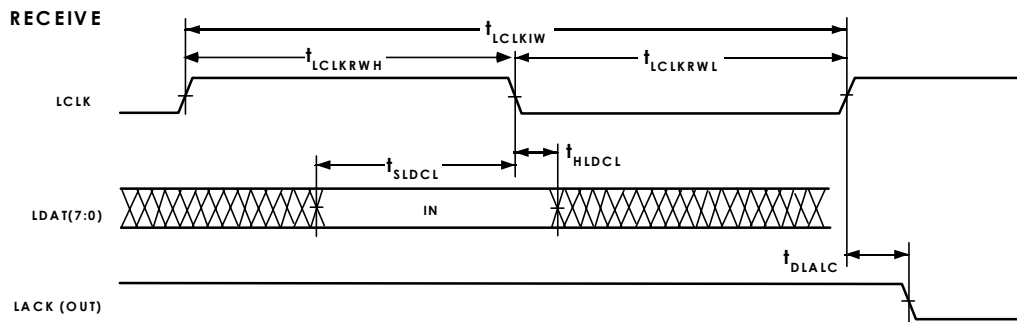 RECEIVE
tLCLKIW
tLCLKRWH
tLCLKRWL
LCLK
tSLDCL
tHLDCL
LDAT(7:0)
IN
tDLALC
LACK (OUT)